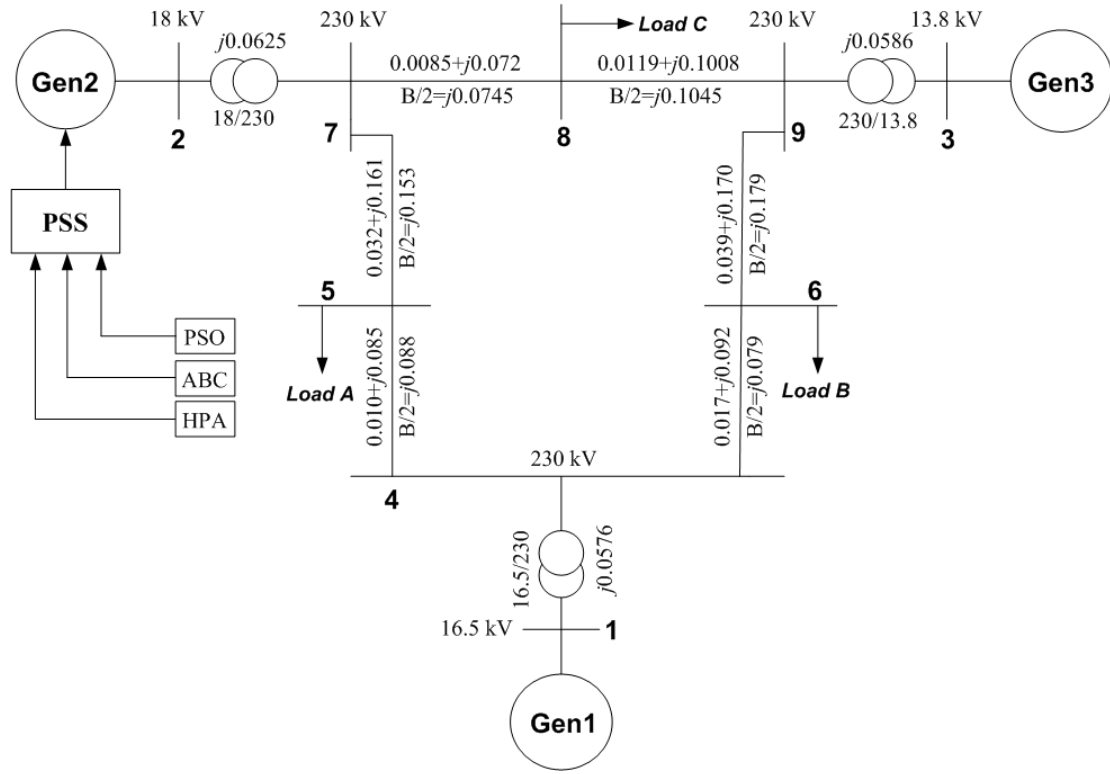 18 kV
230 kV
230 kV
13.8 kV
j0.0625
Load C
j0.0586
Gen2
0.0085+j0.072
0.0119+j0.1008
Gen3
B/2=j0.0745
B/2=j0.1045
18/230
230/13.8
2
7
8
9
3
PSS
0.032+j0.161
B/2=j0.153
0.039+j0.170
B/2=j0.179
5
6
PSO
ABC
HPA
Load A
Load B
0.010+j0.085
B/2=j0.088
0.017+j0.092
B/2=j0.079
230 kV
4
16.5/230
j0.0576
16.5 kV
1
Gen1